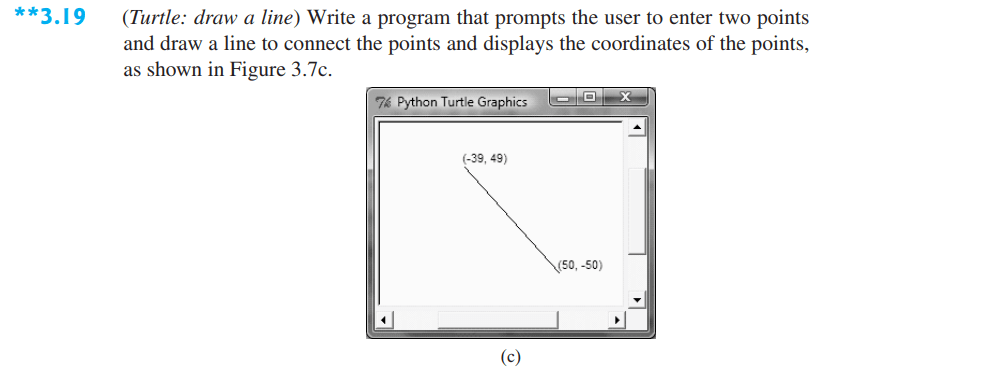 **3.19 (Turtle: draw a line) Write a program that prompts the user to enter two points
and draw a line to connect the points and displays the coordinates of the points,
as shown in Figure 3.7c.
Python Turtle Graphics
(-39, 49)
(50, -50)
(c)